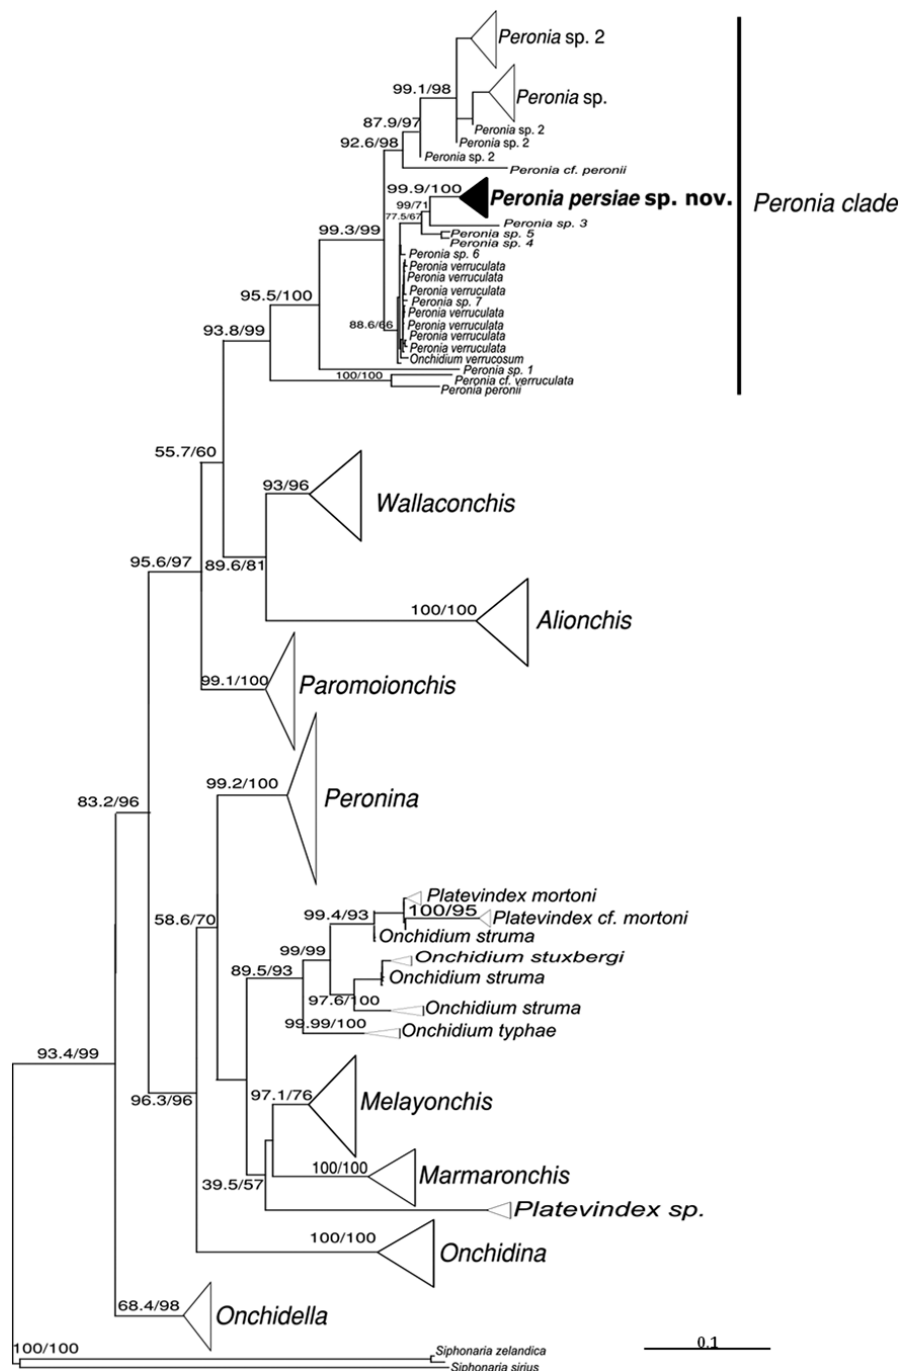 Peronia sp. 2
99.1/98
Peronia sp.
87.9/97
Peronia sp. 2
92.6/98
Peronia sp. 2
Peronia sp. 2
Peronia cf. peronii
99.9/100
Peronia persiae sp. nov.
Peronia clade
99/71
77.5/67
Peronia sp. 3
99.3/99
Peronia sp. 5
Peronia sp. 4
Peronia sp. 6
Peronia verruculata
Peronia verruculata
Peronia verruculata
95.5/100
Peronia sp. 7
Peronia verruculata
88.6/66
Peronia verruculata
93.8/99
Peronia verruculata
Peronia verruculata
Onchidium verrucosum
Peronia sp. 1
100/100
Peronia cf. verruculata
Peronia peronii
55.7/60
93/96
Wallaconchis
95.6/97
89.6/81
100/100
Alionchis
99.1/100
Paromoionchis
99.2/100
Peronina
83.2/96
Platevindex mortoni
100/95
Platevindex cf. mortoni
99.4/93
58.6/70
Onchidium struma
99/99
Onchidium stuxbergi
89.5/93
Onchidium struma
97.6/100
Onchidium struma
99.99/100
Onchidium typhae
93.4/99
96.3/96
97.1/76
Melayonchis
100/100
Marmaronchis
39.5/57
Platevindex sp.
100/100
Onchidina
68.4/98
Onchidella
0.1
100/100
Siphonaria zelandica
Siphonaria sirius